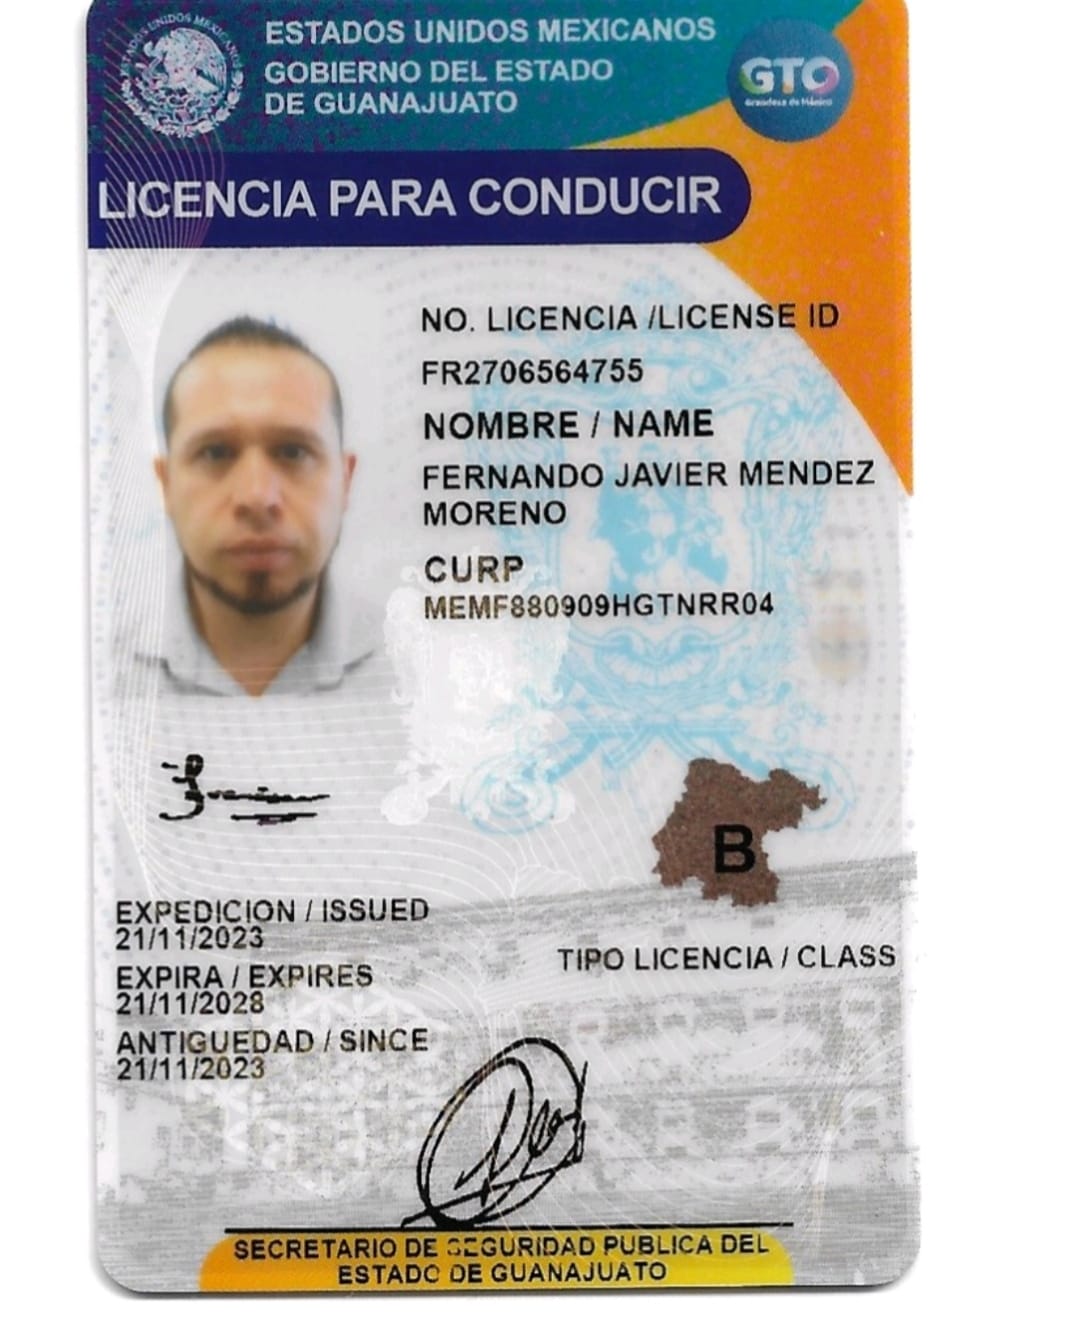 ESTADOS UNIDOS MEXICANOS
GOBIERNO DEL ESTADO
DE GUANAJUATO
GTO
Grandeza de México
LICENCIA PARA CONDUCIR
NO. LICENCIA /LICENSE ID
FR2706564755
NOMBRE / NAME
FERNANDO JAVIER MENDEZ
MORENO
CURP
MEMF880909HGTNRR04
B
EXPEDICION / ISSUED
21/11/2023
TIPO LICENCIA / CLASS
EXPIRA / EXPIRES
21/11/2028
ANTIGUEDAD / SINCE
21/11/2023
SECRETARIO DE SEGURIDAD PUBLICA DEL
ESTADO DE GUANAJUATO